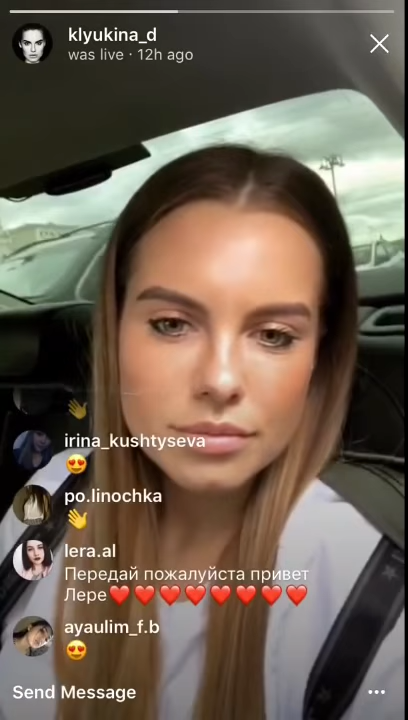 klyukina_d
was live · 12h ago
👋
irina_kushtyseva
😍
po.linochka
👋
lera.al
Передай пожалуйста привет
Лере❤️❤️❤️❤️❤️❤️❤️❤️
ayaulim_f.b
😍
Send Message